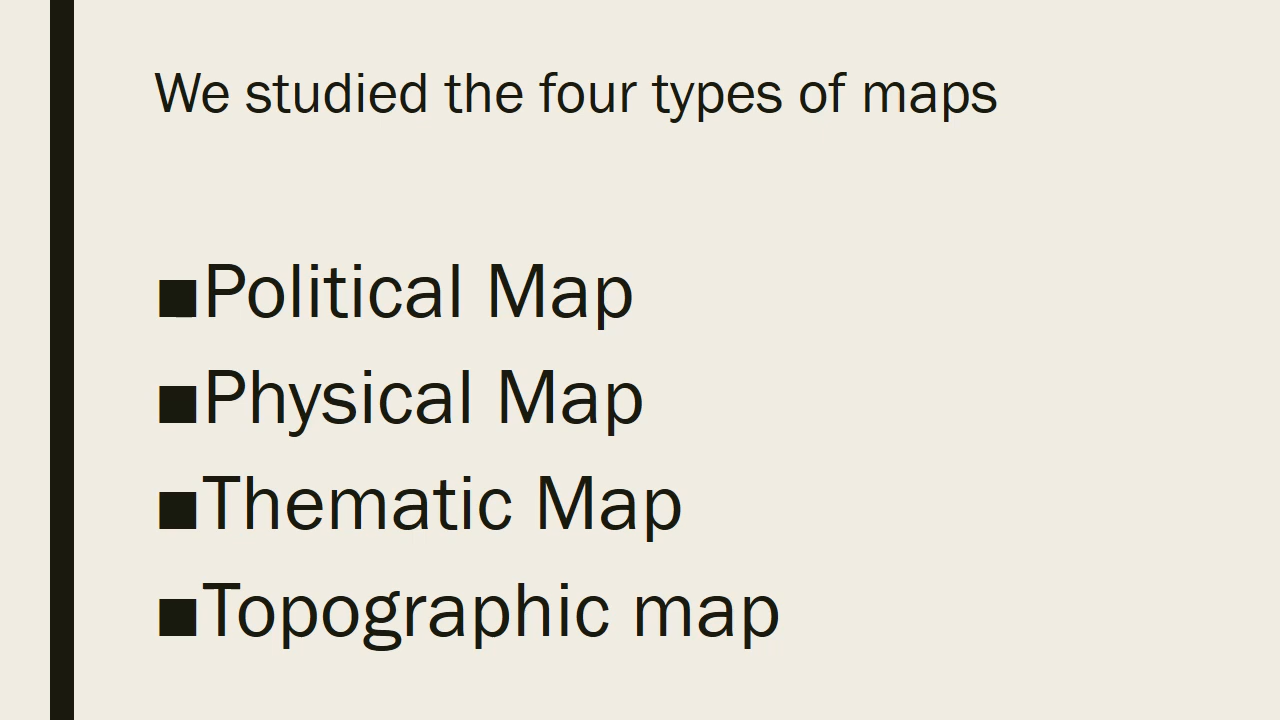 We studied the four types of maps
■Political Map
■Physical Map
■Thematic Map
■Topographic map